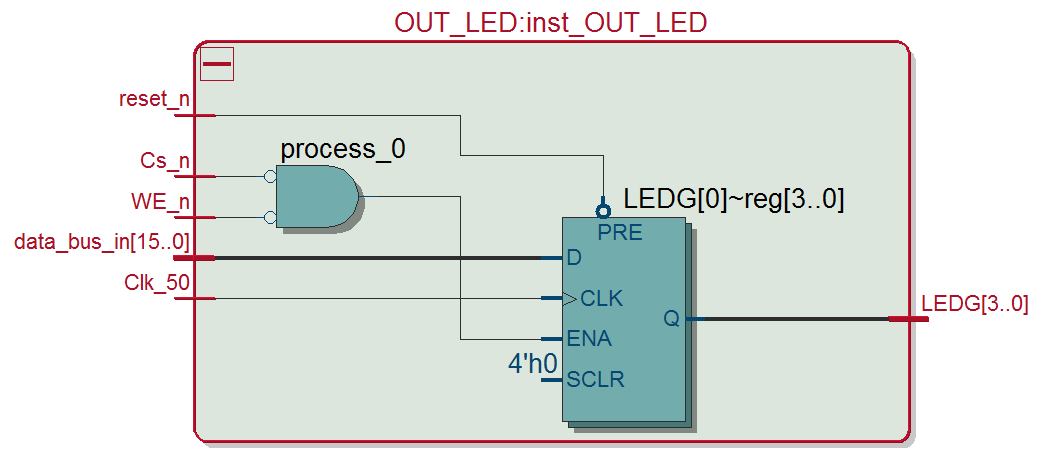 OUT_LED:inst_OUT_LED
reset_n
process_0
Cs_n
WE_n
LEDG[0]~reg[3..0]
PRE
data_bus_in[15..0]
D
Clk_50
CLK
Q
LEDG[3..0]
ENA
4'h0
SCLR